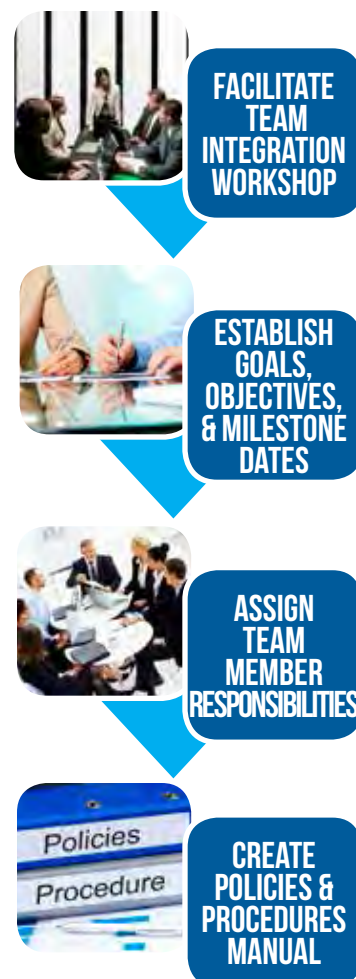 FACILITATE
TEAM
INTEGRATION
WORKSHOP
ESTABLISH
GOALS,
OBJECTIVES,
& MILESTONE
DATES
ASSIGN
TEAM
MEMBER
RESPONSIBILITIES
Policies
Procedure
CREATE
POLICIES &
PROCEDURES
MANUAL